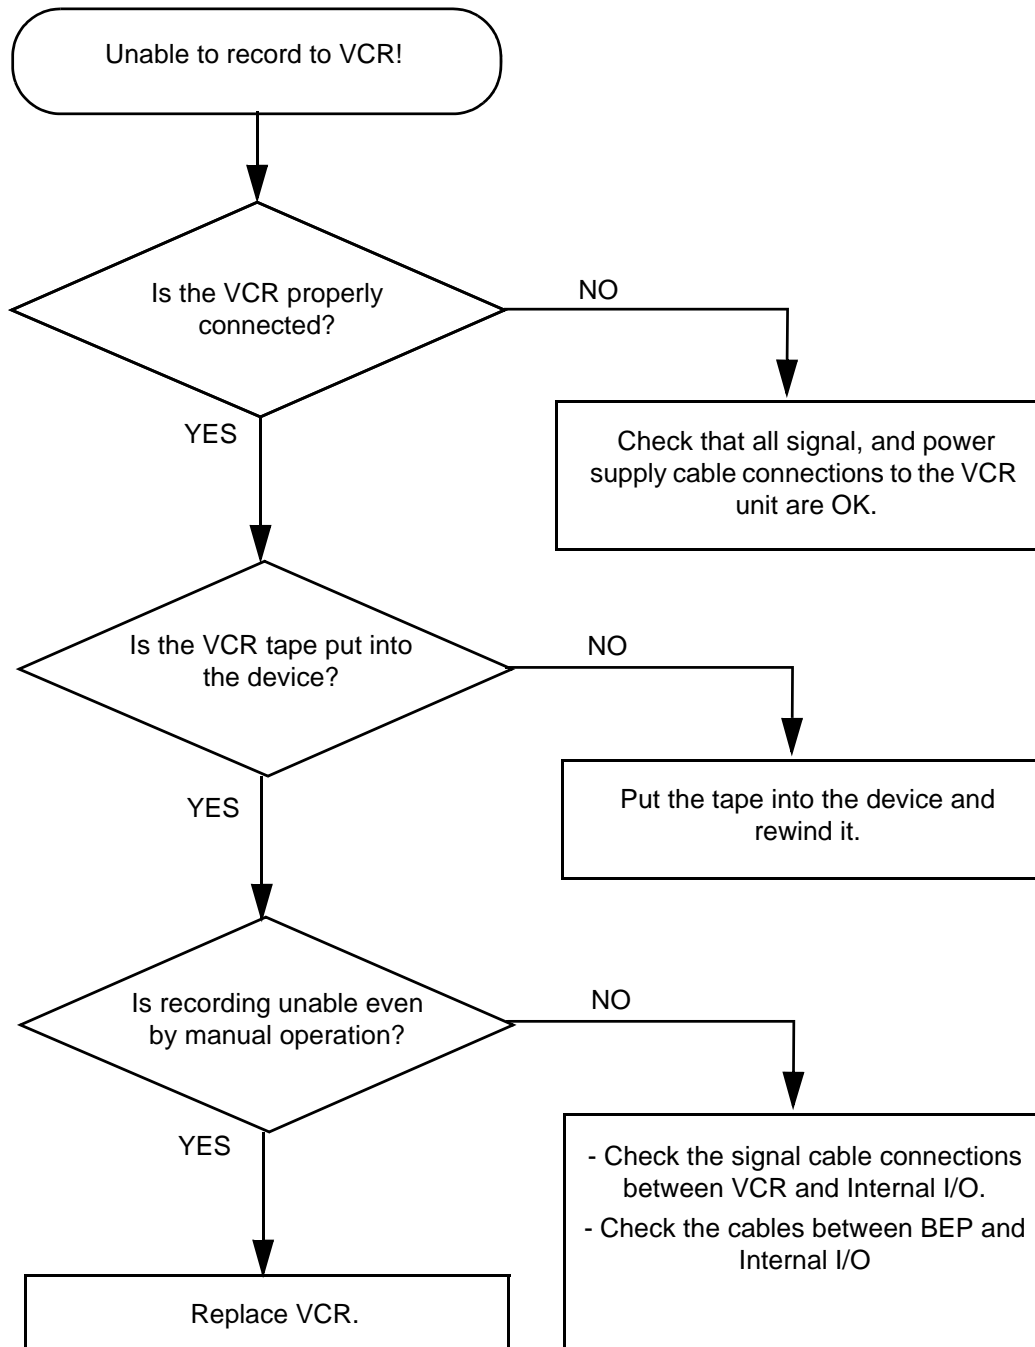 Unable to record to VCR!
Is the VCR properly
connected?
NO
YES
Check that all signal, and power
supply cable connections to the VCR
unit are OK.
Is the VCR tape put into
the device?
NO
YES
Put the tape into the device and
rewind it.
Is recording unable even
by manual operation?
NO
YES
- Check the signal cable connections
between VCR and Internal I/O.
- Check the cables between BEP and
Internal I/O
Replace VCR.